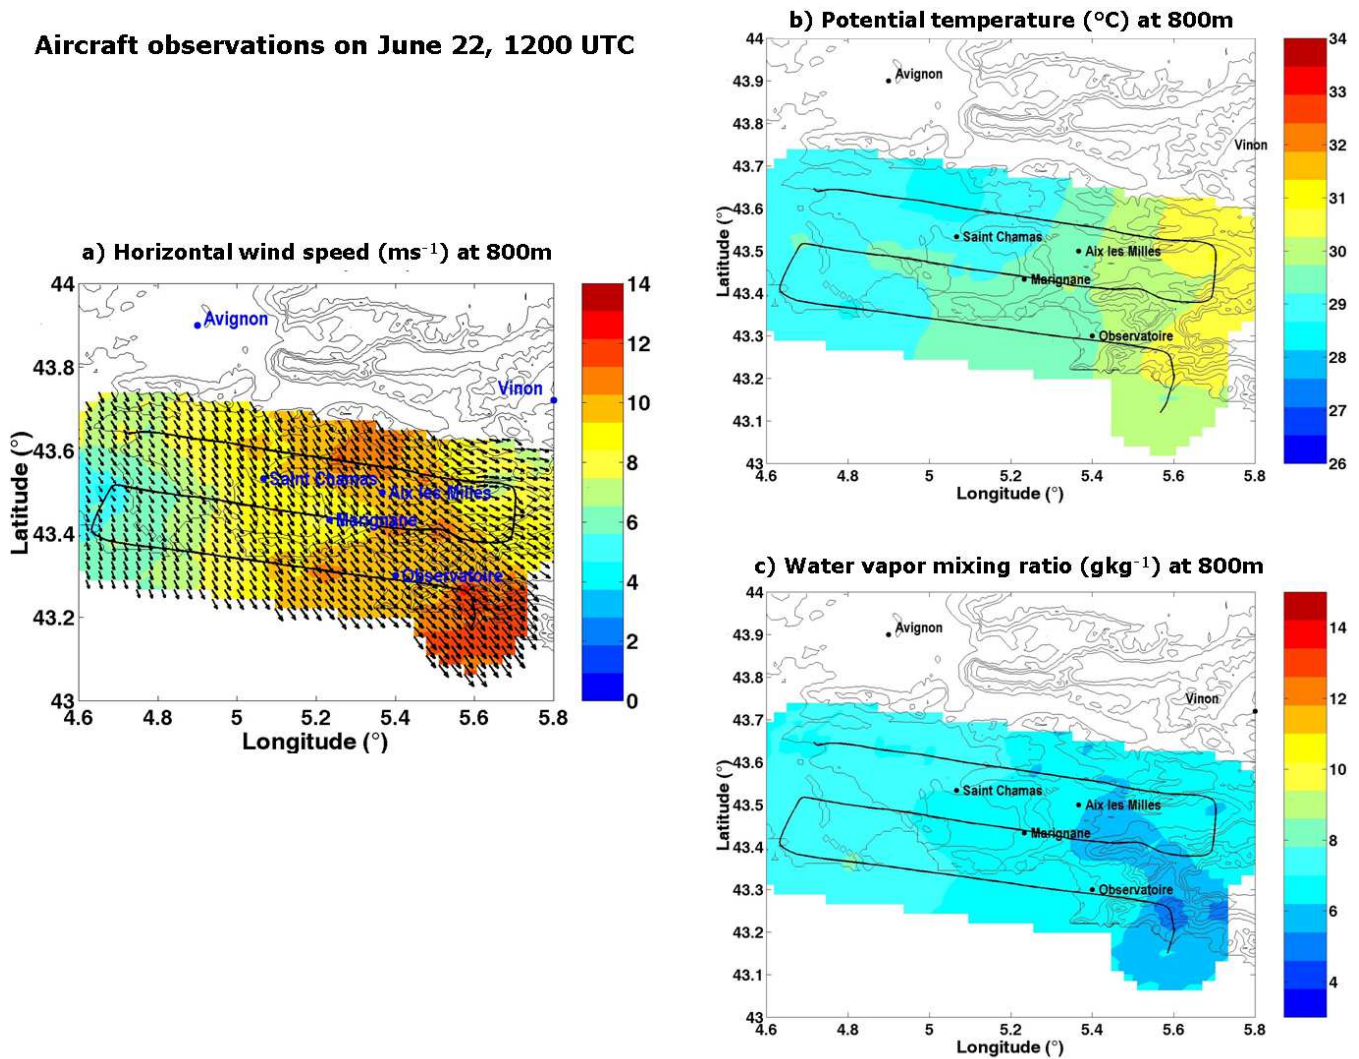 Aircraft observations on June 22, 1200 UTC
a) Horizontal wind speed (ms⁻¹) at 800m
44
43.8
43.6
43.4
43.2
43
Latitude (°)
Avignon
Vinon
Saint Chamas
Aix les Milles
Marignane
Observatoire
4.6 4.8 5 5.2 5.4 5.6 5.8
Longitude (°)
14
12
10
8
6
4
2
0
b) Potential temperature (°C) at 800m
44
43.9
43.8
43.7
43.6
43.5
43.4
43.3
43.2
43.1
43
Latitude (°)
Avignon
Vinon
Saint Chamas
Aix les Milles
Marignane
Observatoire
4.6 4.8 5 5.2 5.4 5.6 5.8
Longitude (°)
34
33
32
31
30
29
28
27
26
c) Water vapor mixing ratio (gkg⁻¹) at 800m
44
43.9
43.8
43.7
43.6
43.5
43.4
43.3
43.2
43.1
43
Latitude (°)
Avignon
Vinon
Saint Chamas
Aix les Milles
Marignane
Observatoire
4.6 4.8 5 5.2 5.4 5.6 5.8
Longitude (°)
14
12
10
8
6
4